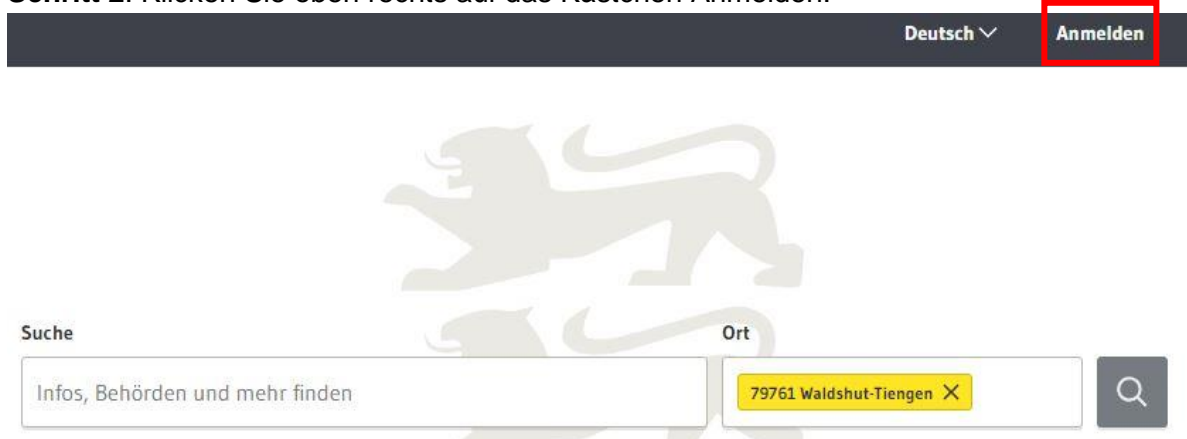 Schritt 2: Klicken Sie oben rechts auf das Kästchen Anmelden.
Deutsch Anmelden
Suche Ort
Infos, Behörden und mehr finden 79761 Waldshut-Tiengen